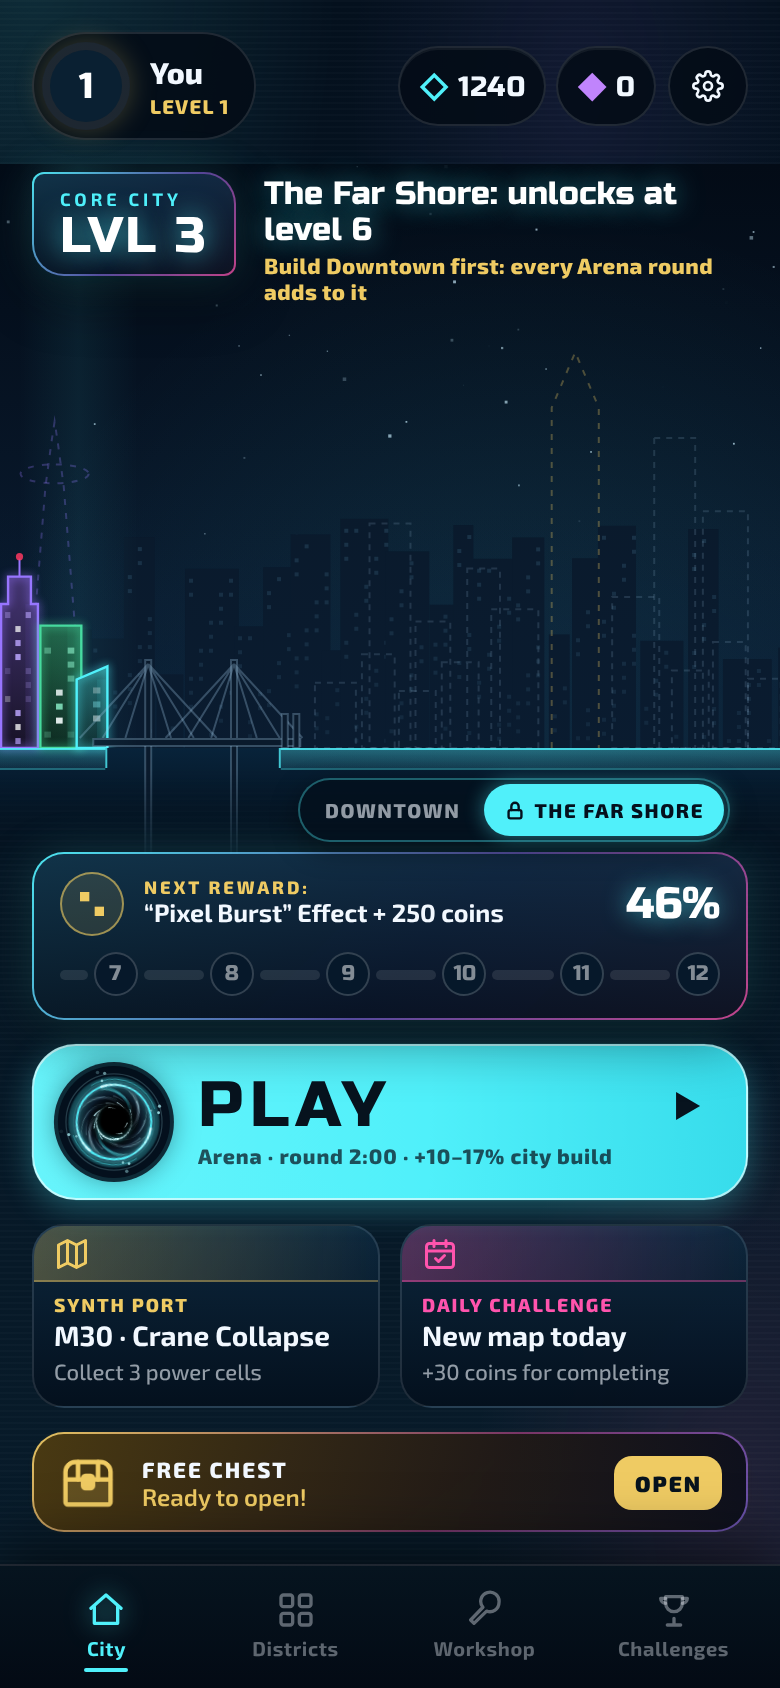 1
You
LEVEL 1
1240
0
CORE CITY
LVL 3
The Far Shore: unlocks at
level 6
Build Downtown first: every Arena round
adds to it
DOWNTOWN
THE FAR SHORE
NEXT REWARD:
“Pixel Burst” Effect + 250 coins
46%
7
8
9
10
11
12
PLAY
Arena · round 2:00 · +10–17% city build
SYNTH PORT
M30 · Crane Collapse
Collect 3 power cells
DAILY CHALLENGE
New map today
+30 coins for completing
FREE CHEST
Ready to open!
OPEN
City
Districts
Workshop
Challenges